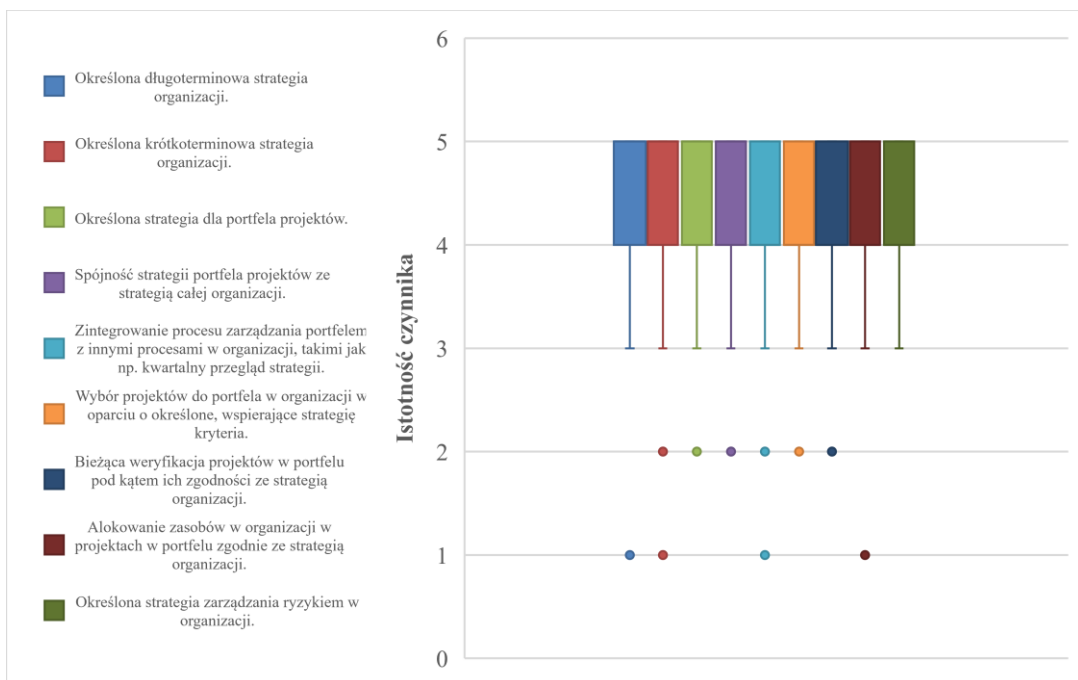 Określona długoterminowa strategia
organizacji.
Określona krótkoterminowa strategia
organizacji.
Określona strategia dla portfela projektów.
Spójność strategii portfela projektów ze
strategią całej organizacji.
Zintegrowanie procesu zarządzania portfelem
z innymi procesami w organizacji, takimi jak
np. kwartalny przegląd strategii.
Wybór projektów do portfela w organizacji w
oparciu o określone, wspierające strategię
kryteria.
Bieżąca weryfikacja projektów w portfelu
pod kątem ich zgodności ze strategią
organizacji.
Alokowanie zasobów w organizacji w
projektach w portfelu zgodnie ze strategią
organizacji.
Określona strategia zarządzania ryzykiem w
organizacji.
Istotność czynnika
6
5
4
3
2
1
0